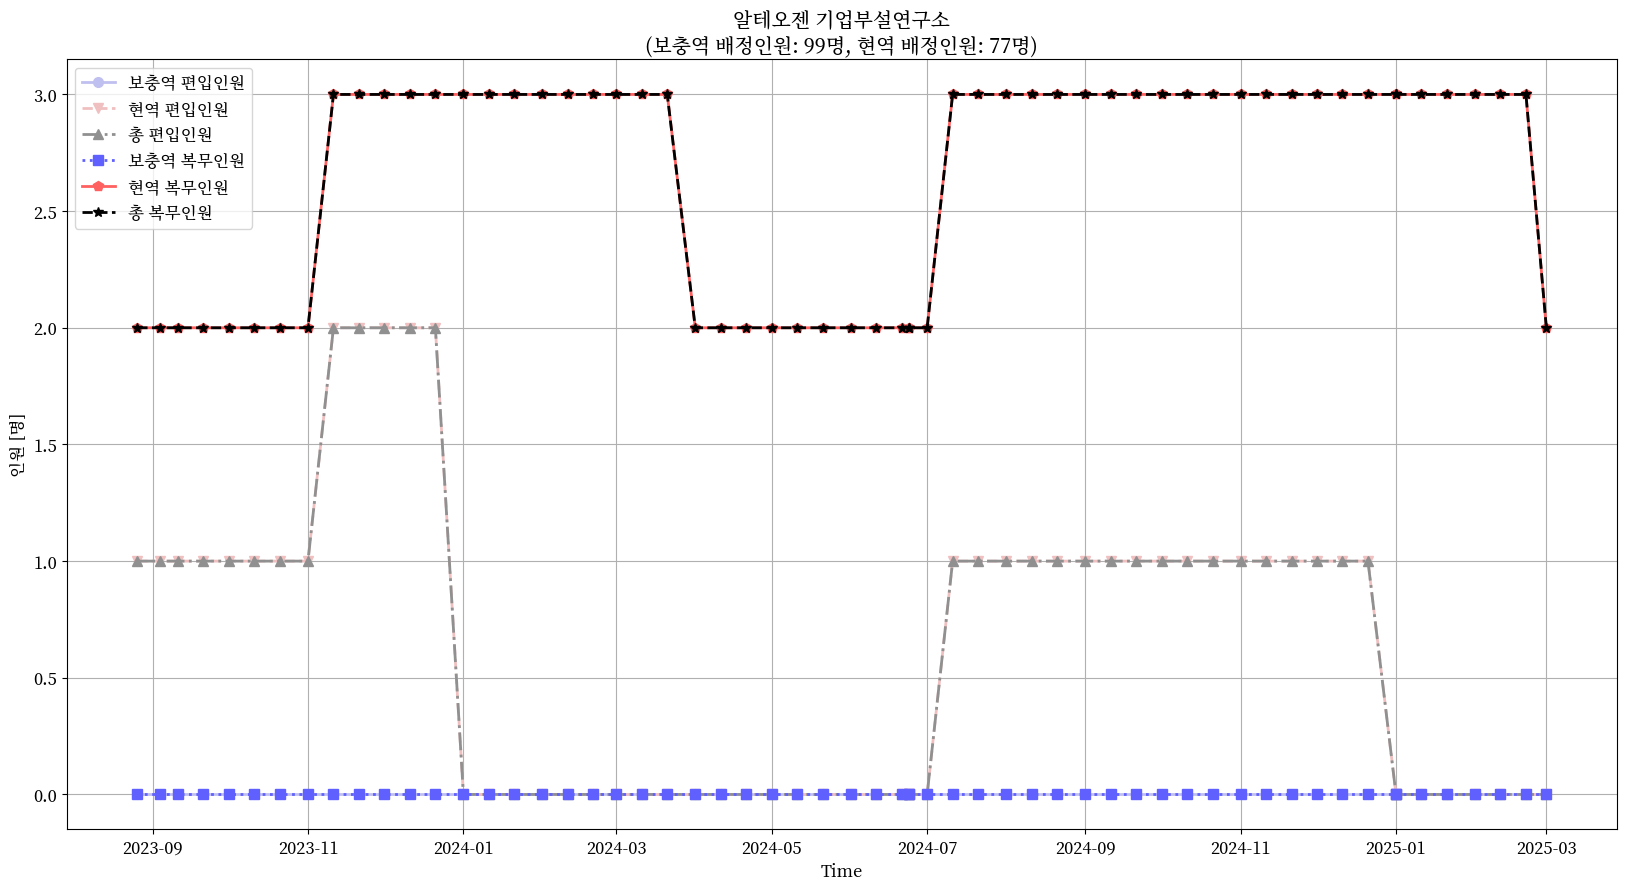 알테오젠 기업부설연구소
(보충역 배정인원: 99명, 현역 배정인원: 77명)
보충역 편입인원
현역 편입인원
총 편입인원
보충역 복무인원
현역 복무인원
총 복무인원
인원 [명]
3.0
2.5
2.0
1.5
1.0
0.5
0.0
2023-09
2023-11
2024-01
2024-03
2024-05
2024-07
2024-09
2024-11
2025-01
2025-03
Time